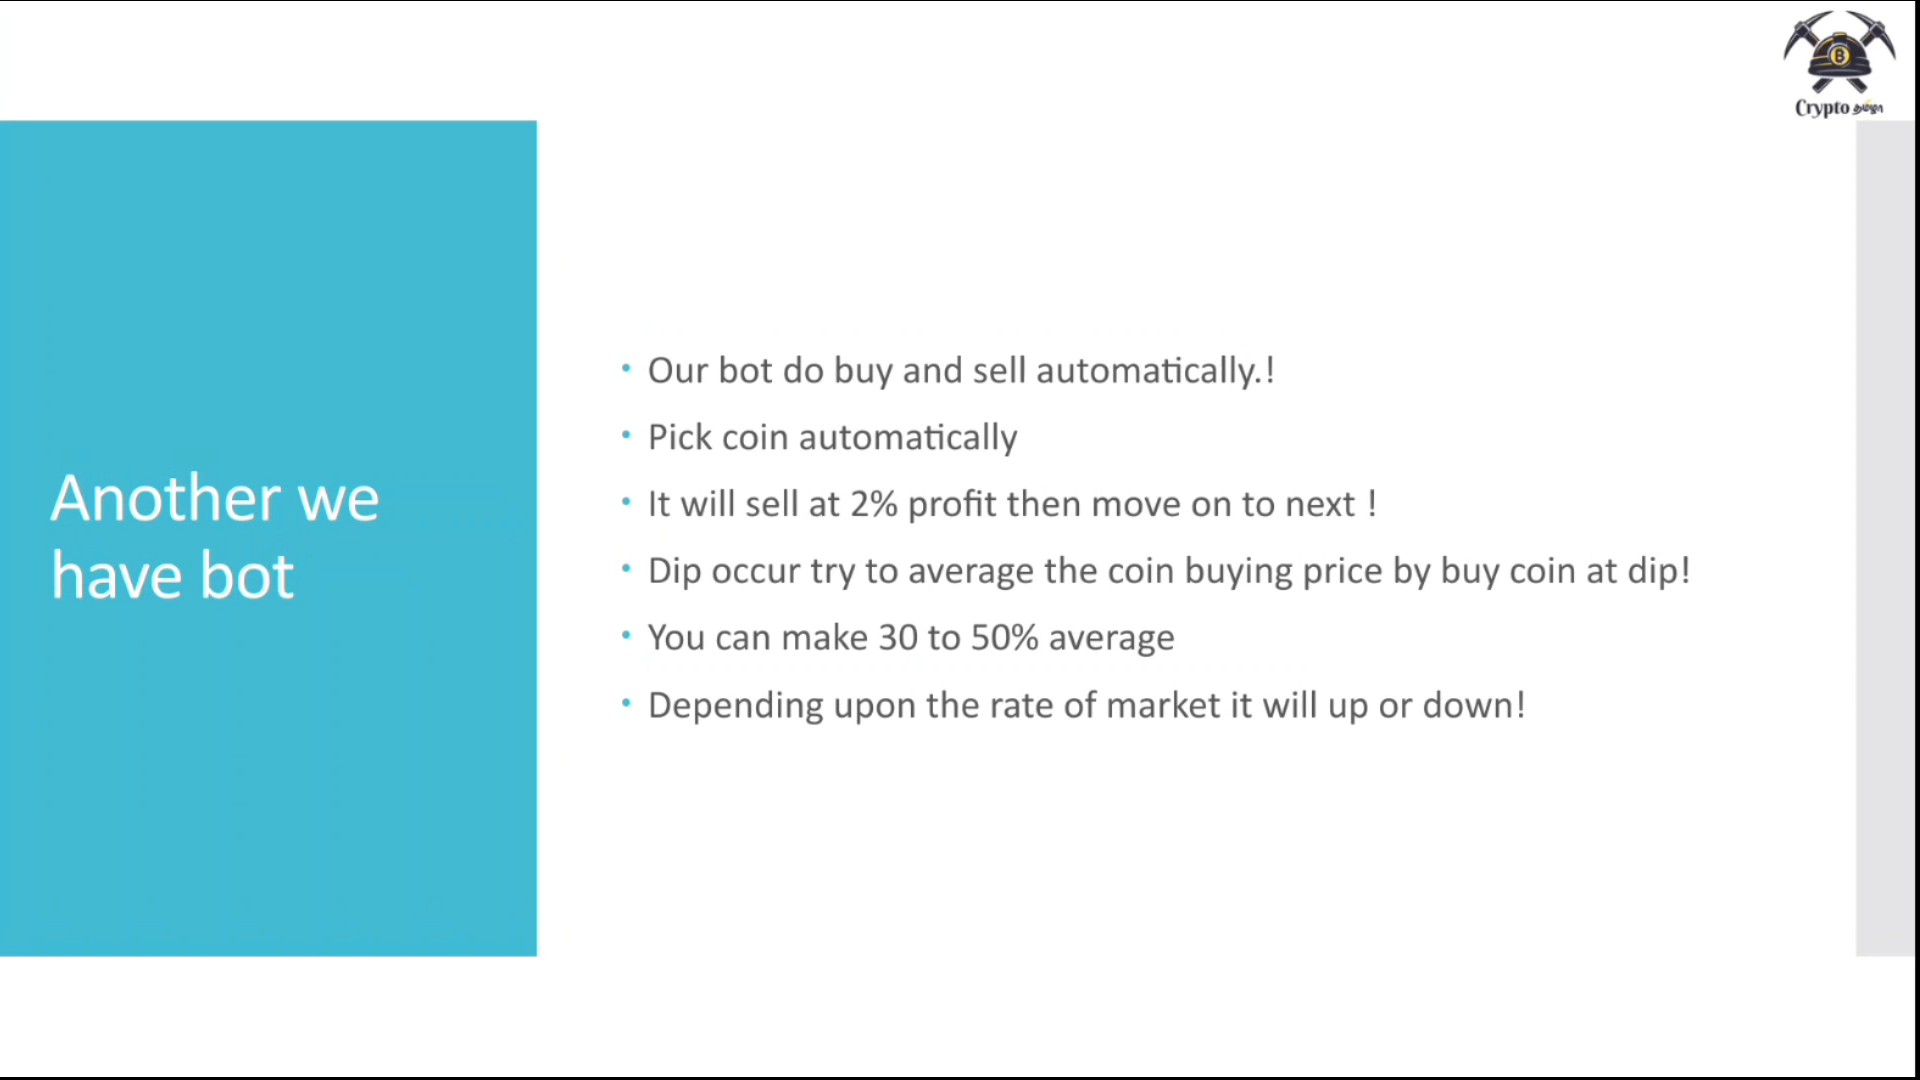 Crypto தமிழா
Another we
have bot
• Our bot do buy and sell automatically.!
• Pick coin automatically
• It will sell at 2% profit then move on to next !
• Dip occur try to average the coin buying price by buy coin at dip!
• You can make 30 to 50% average
• Depending upon the rate of market it will up or down!